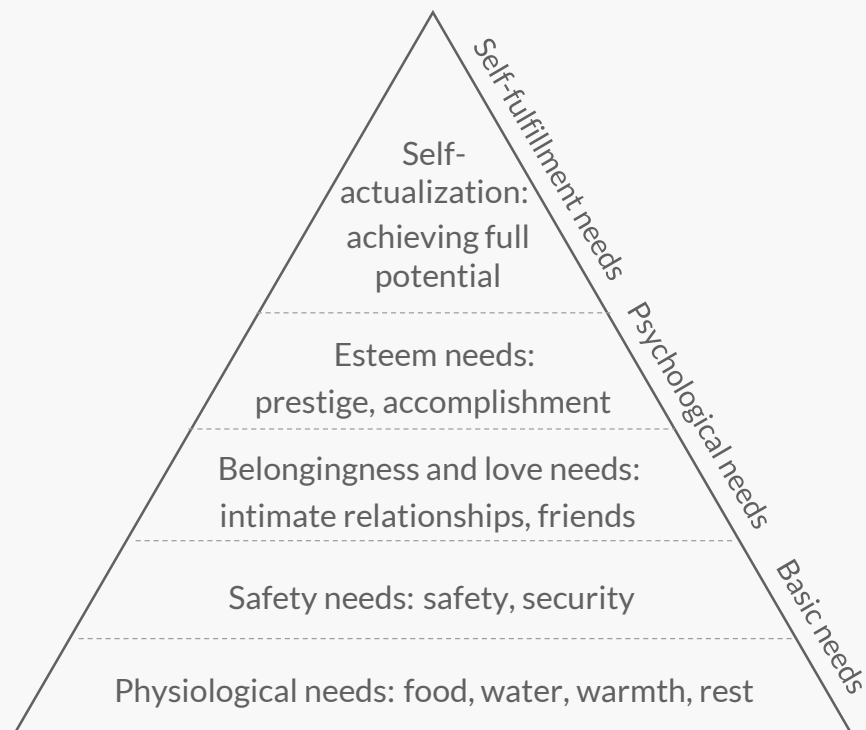 Self-
actualization:
achieving full
potential
Self-fulfillment needs
Esteem needs:
prestige, accomplishment
Belongingness and love needs:
intimate relationships, friends
Psychological needs
Safety needs: safety, security
Physiological needs: food, water, warmth, rest
Basic needs